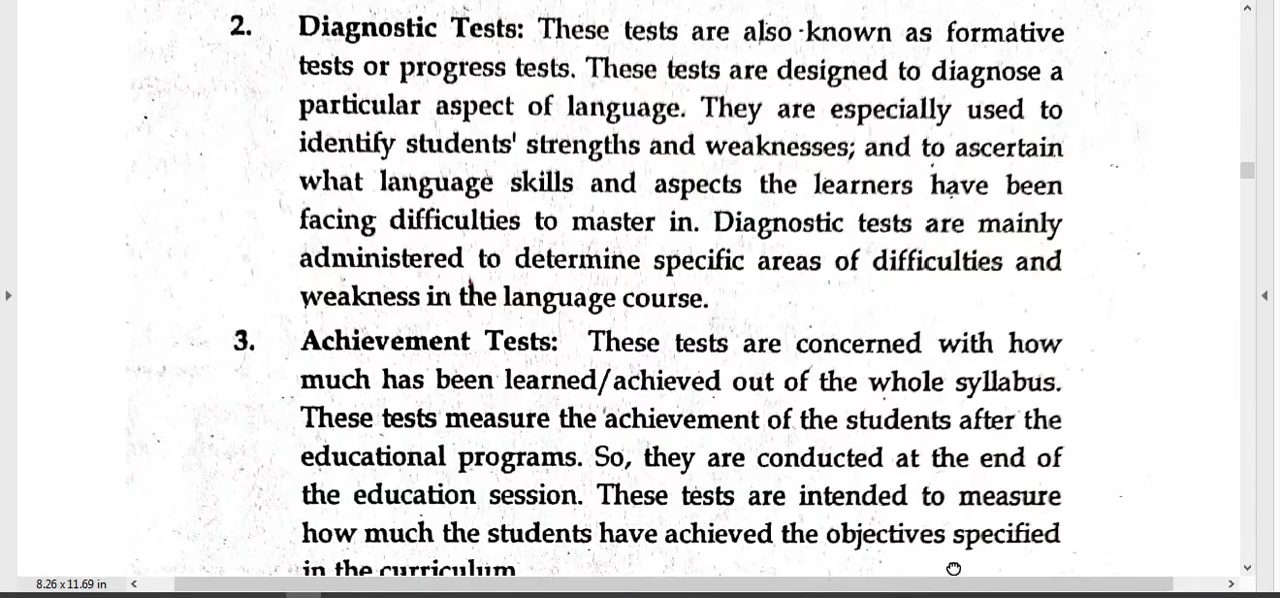 2. Diagnostic Tests: These tests are also known as formative
tests or progress tests. These tests are designed to diagnose a
particular aspect of language. They are especially used to
identify students' strengths and weaknesses; and to ascertain
what language skills and aspects the learners have been
facing difficulties to master in. Diagnostic tests are mainly
administered to determine specific areas of difficulties and
weakness in the language course.
3. Achievement Tests: These tests are concerned with how
much has been learned/achieved out of the whole syllabus.
These tests measure the achievement of the students after the
educational programs. So, they are conducted at the end of
the education session. These tests are intended to measure
how much the students have achieved the objectives specified
in the curriculum
8.26 x 11.69 in